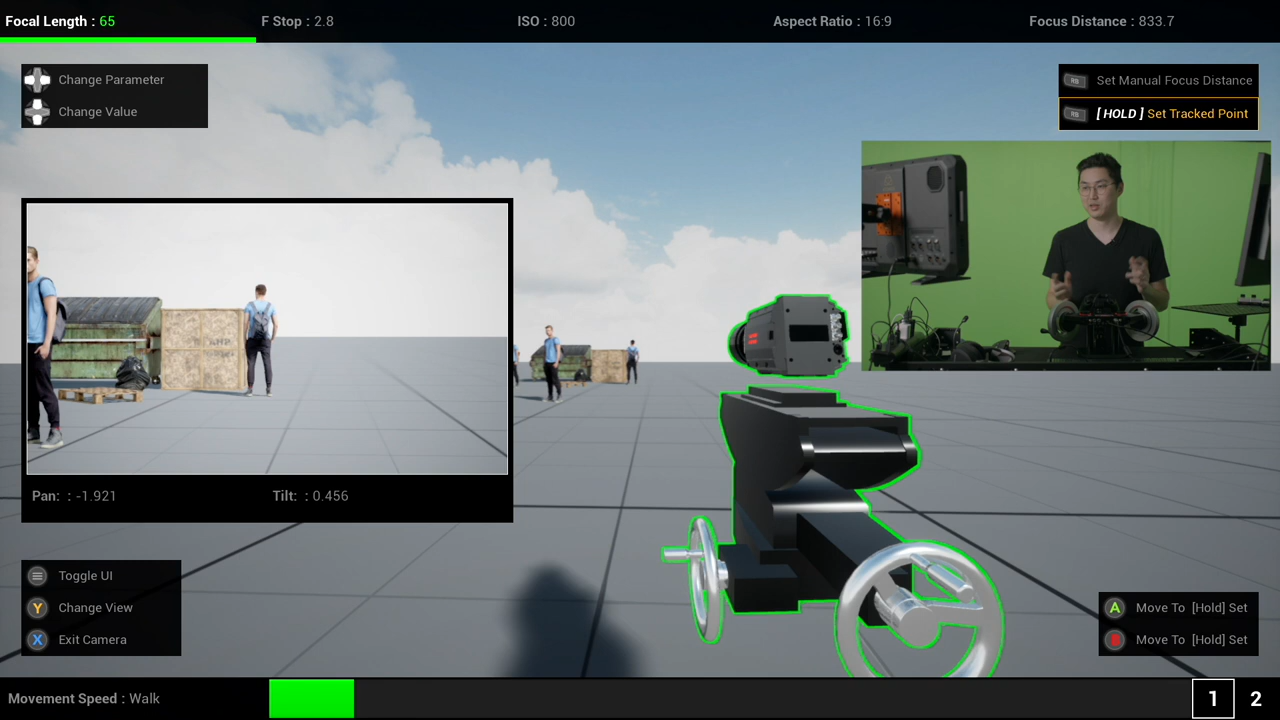 Focal Length : 65
F Stop : 2.8
ISO : 800
Aspect Ratio : 16:9
Focus Distance : 833.7
Change Parameter
Change Value
RB Set Manual Focus Distance
RB [ HOLD ] Set Tracked Point
Pan: : -1.921
Tilt: : 0.456
Toggle UI
Y Change View
X Exit Camera
A Move To [Hold] Set
B Move To [Hold] Set
Movement Speed : Walk
1 2